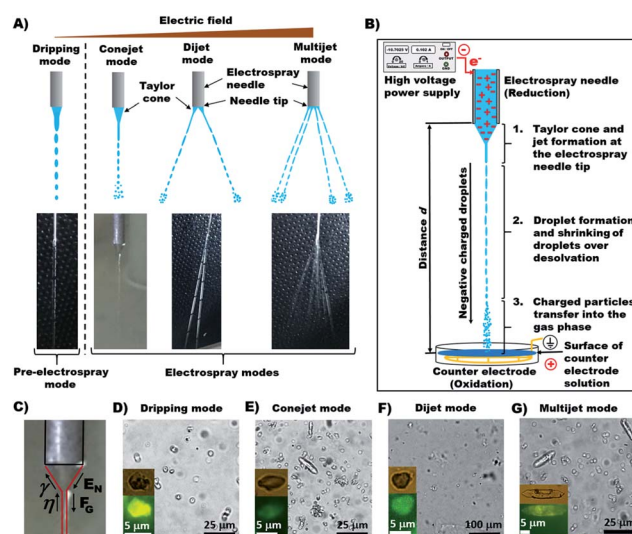 A)
Electric field
Dripping mode
Conejet mode
Dijet mode
Multijet mode
Taylor cone
Electrospray needle
Needle tip
Pre-electrospray mode
Electrospray modes
B)
High voltage power supply
e-
Electrospray needle (Reduction)
1. Taylor cone and jet formation at the electrospray needle tip
Distance d
Negative charged droplets
2. Droplet formation and shrinking of droplets over desolvation
3. Charged particles transfer into the gas phase
Surface of counter electrode solution
Counter electrode (Oxidation)
C)
γ
η
E_N
F_G
D) Dripping mode
5 µm
25 µm
E) Conejet mode
5 µm
25 µm
F) Dijet mode
5 µm
100 µm
G) Multijet mode
5 µm
25 µm